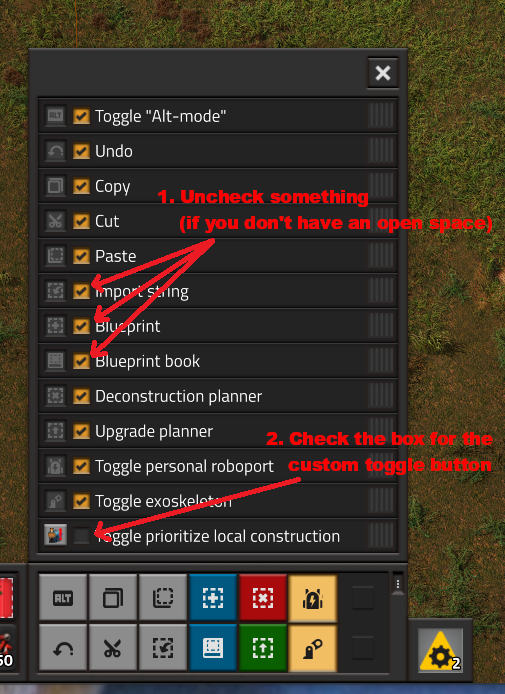 ALT
Toggle "Alt-mode"
Undo
Copy
1. Uncheck something
(if you don't have an open space)
Cut
Paste
Import string
Blueprint
Blueprint book
Deconstruction planner
Upgrade planner
2. Check the box for the
custom toggle button
Toggle personal roboport
Toggle exoskeleton
Toggle prioritize local construction
ALT
50
2